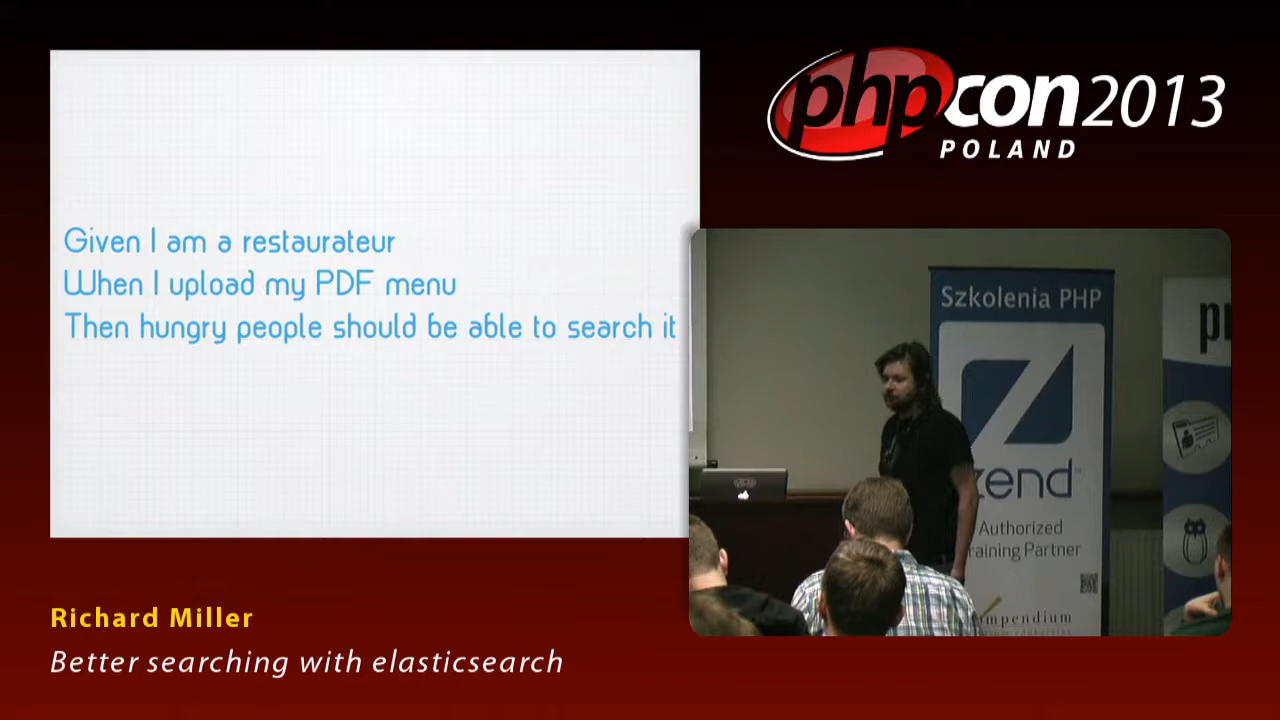 phpcon 2013
POLAND
Given I am a restaurateur
When I upload my PDF menu
Then hungry people should be able to search it
Szkolenia PHP
zend
Authorized
Training Partner
Richard Miller
Better searching with elasticsearch